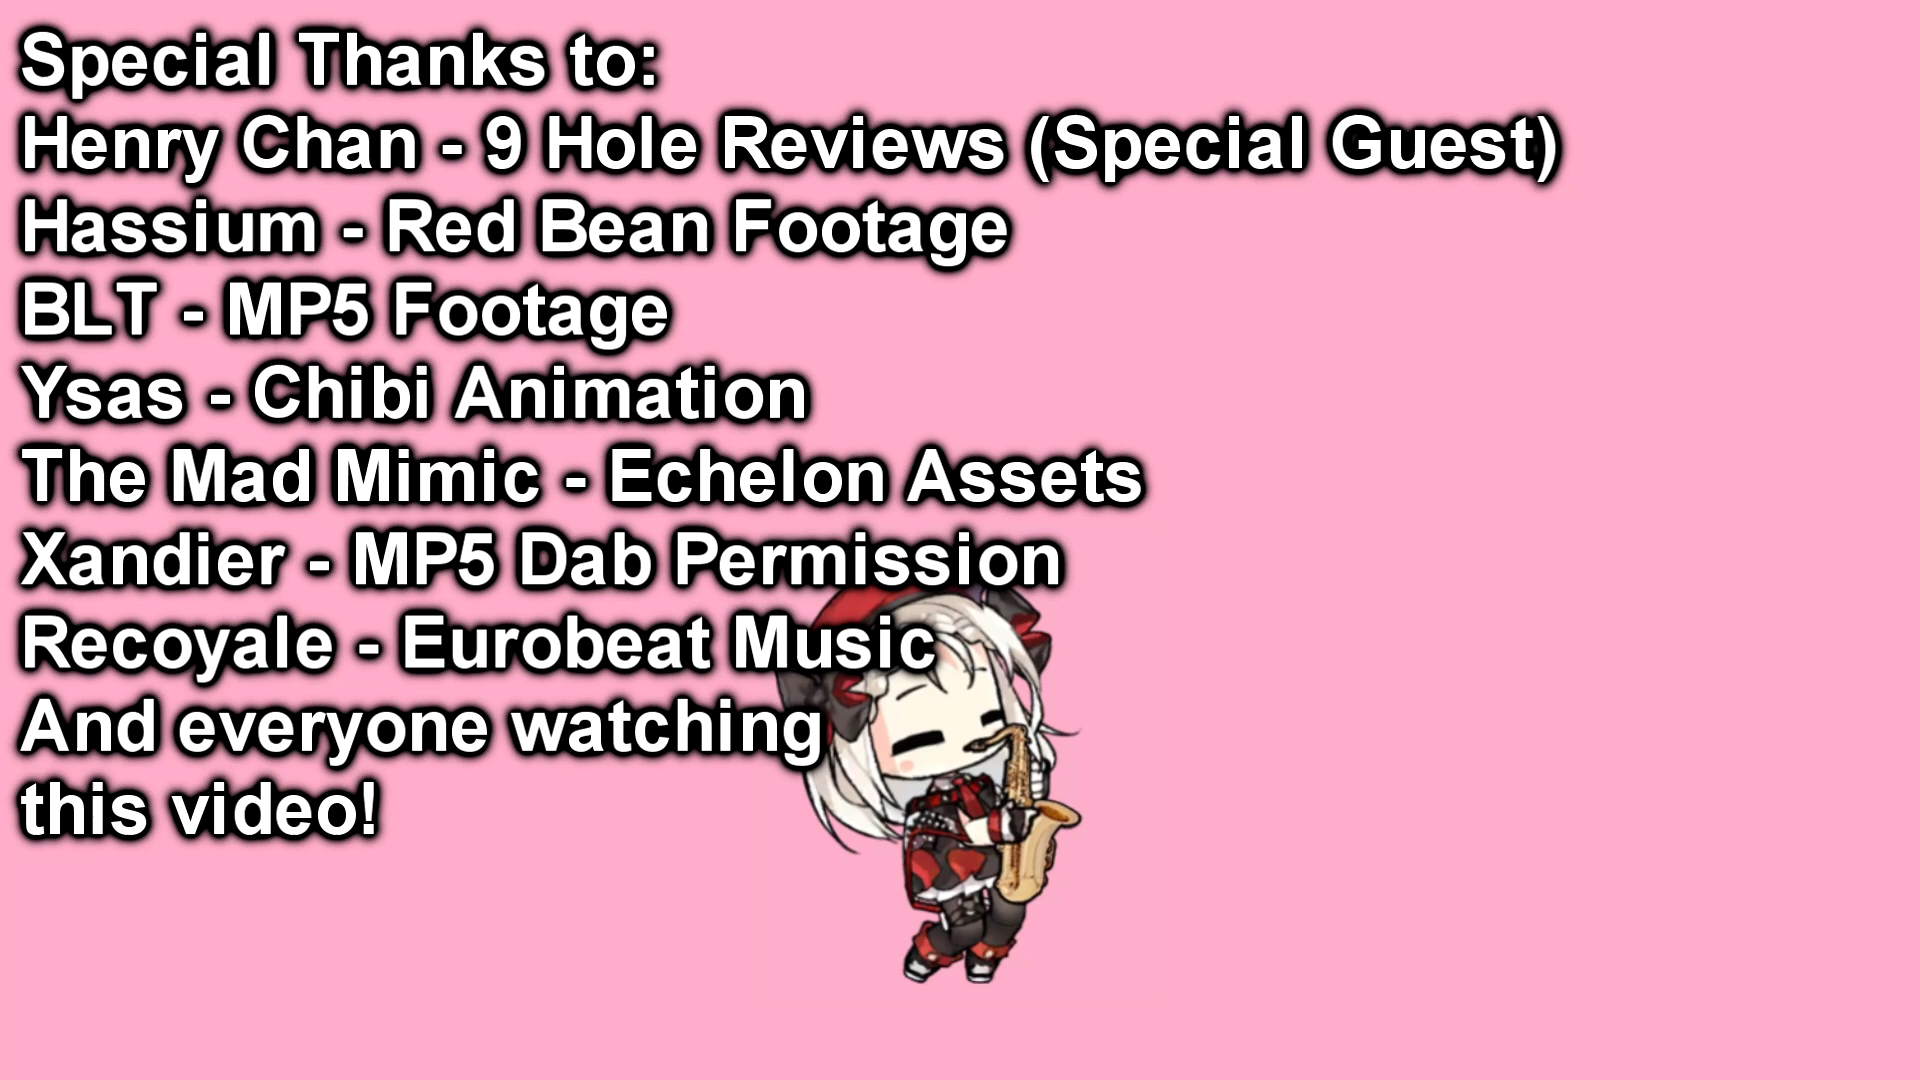 Special Thanks to:
Henry Chan - 9 Hole Reviews (Special Guest)
Hassium - Red Bean Footage
BLT - MP5 Footage
Ysas - Chibi Animation
The Mad Mimic - Echelon Assets
Xandier - MP5 Dab Permission
Recoyale - Eurobeat Music
And everyone watching
this video!